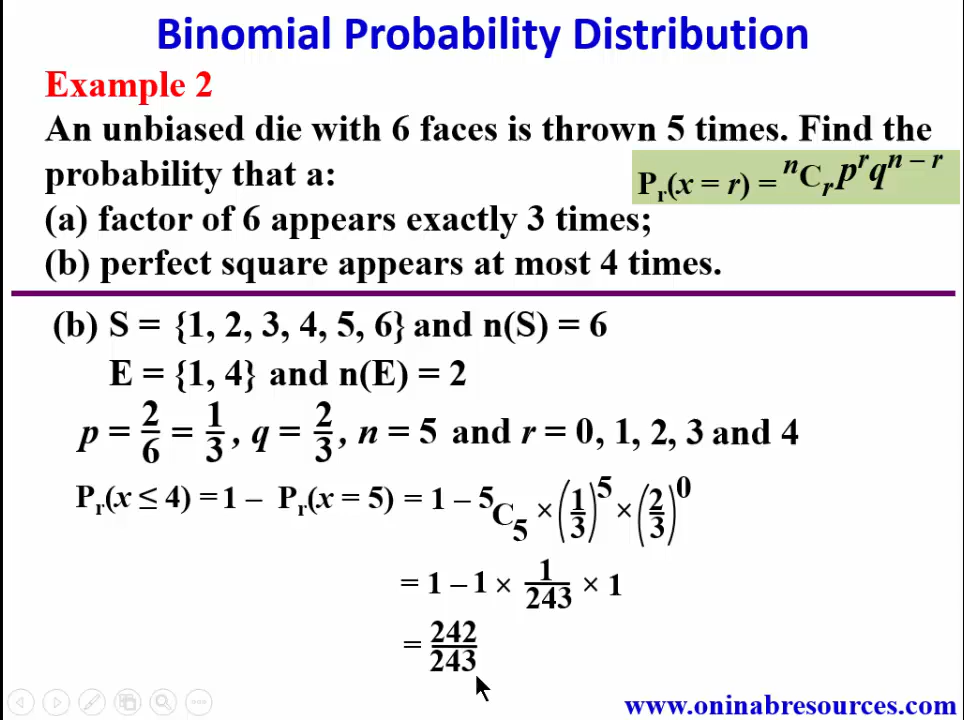 Binomial Probability Distribution
Example 2
An unbiased die with 6 faces is thrown 5 times. Find the
probability that a:
Pr(x = r) = ⁿCᵣ pʳqⁿ⁻ʳ
(a) factor of 6 appears exactly 3 times;
(b) perfect square appears at most 4 times.
(b) S = {1, 2, 3, 4, 5, 6} and n(S) = 6
E = {1, 4} and n(E) = 2
p = 2/6 = 1/3, q = 2/3, n = 5 and r = 0, 1, 2, 3 and 4
Pr(x ≤ 4) = 1 – Pr(x = 5) = 1 – ⁵C₅ × (1/3)⁵ × (2/3)⁰
= 1 – 1 × 1/243 × 1
= 242/243
www.oninabresources.com